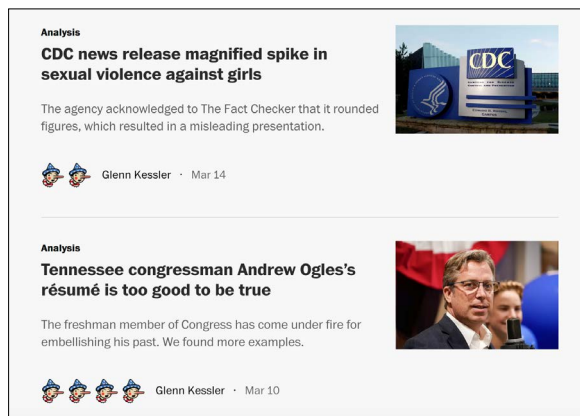 Analysis
CDC news release magnified spike in
sexual violence against girls
The agency acknowledged to The Fact Checker that it rounded
figures, which resulted in a misleading presentation.
CDC
Glenn Kessler · Mar 14
Analysis
Tennessee congressman Andrew Ogles's
résumé is too good to be true
The freshman member of Congress has come under fire for
embellishing his past. We found more examples.
Glenn Kessler · Mar 10